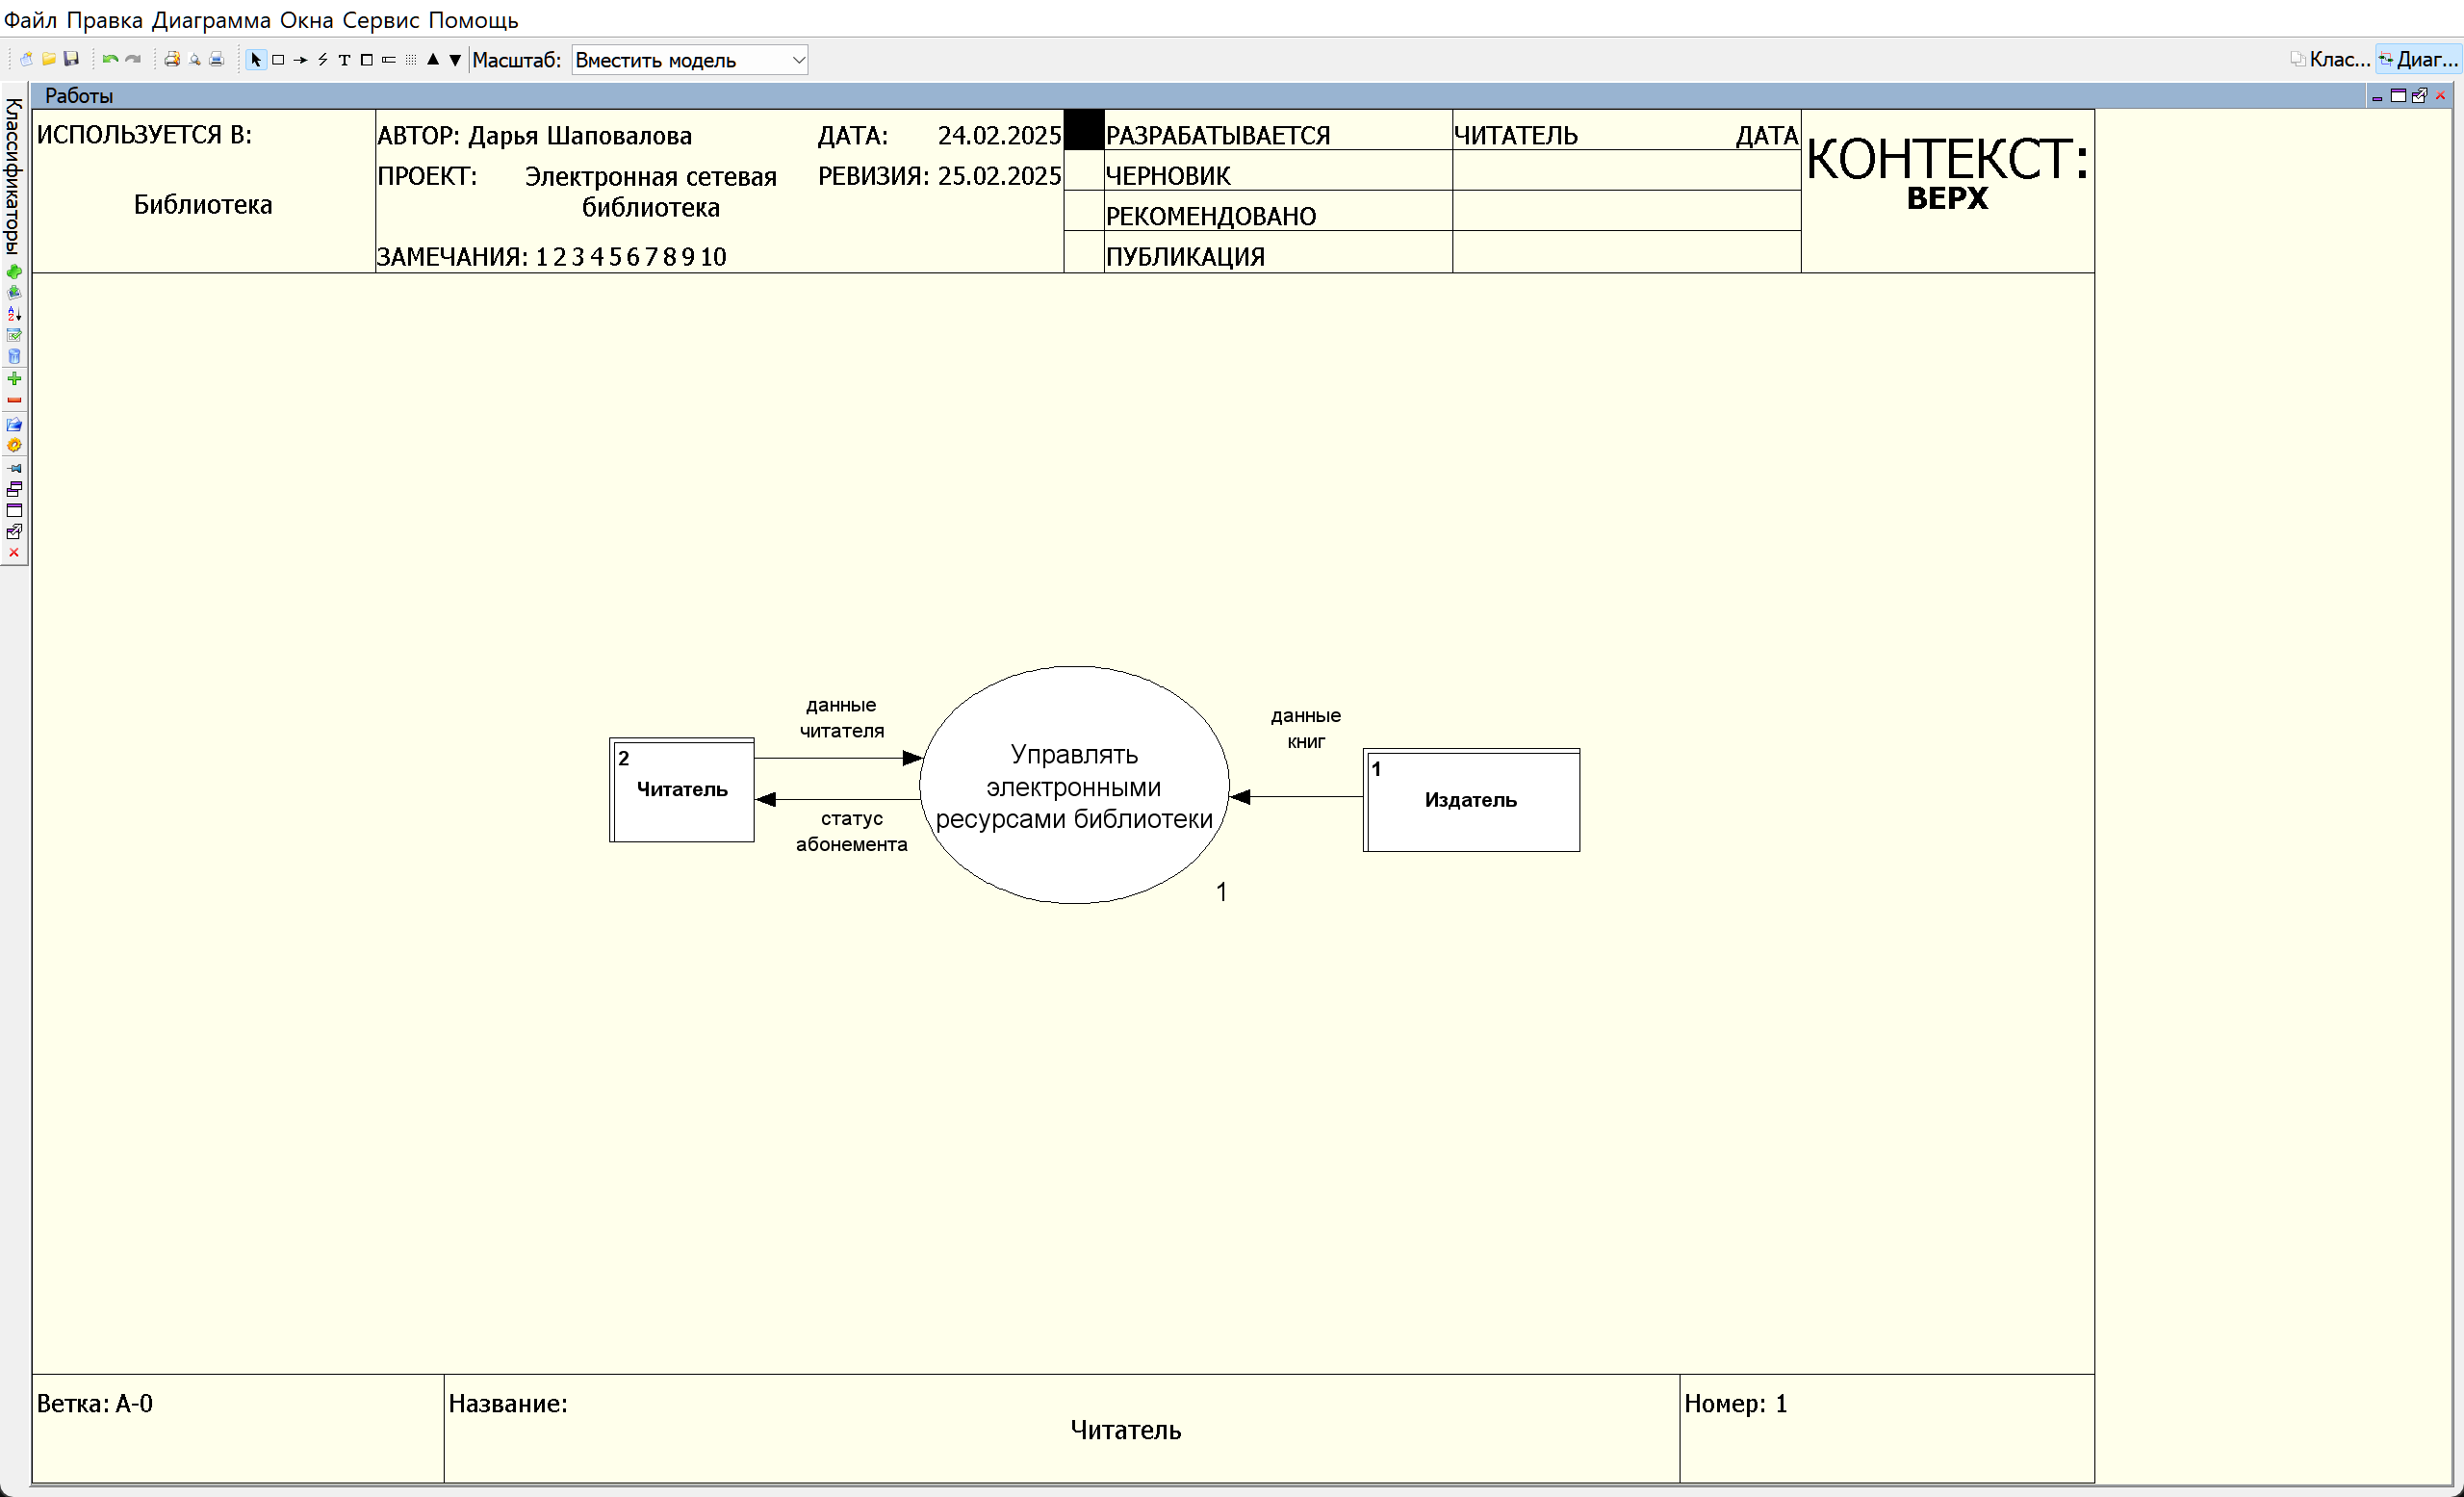 Файл Правка Диаграмма Окна Сервис Помощь
Масштаб: Вместить модель
Клас... Диаг...
Классификаторы
Работы
ИСПОЛЬЗУЕТСЯ В:
Библиотека
АВТОР: Дарья Шаповалова ДАТА: 24.02.2025
ПРОЕКТ: Электронная сетевая библиотека РЕВИЗИЯ: 25.02.2025
ЗАМЕЧАНИЯ: 1 2 3 4 5 6 7 8 9 10
РАЗРАБАТЫВАЕТСЯ
ЧЕРНОВИК
РЕКОМЕНДОВАНО
ПУБЛИКАЦИЯ
ЧИТАТЕЛЬ ДАТА
КОНТЕКСТ:
ВЕРХ
данные
читателя
2
Читатель
статус
абонемента
Управлять
электронными
ресурсами библиотеки
1
данные
книг
1
Издатель
Ветка: A-0
Название:
Читатель
Номер: 1